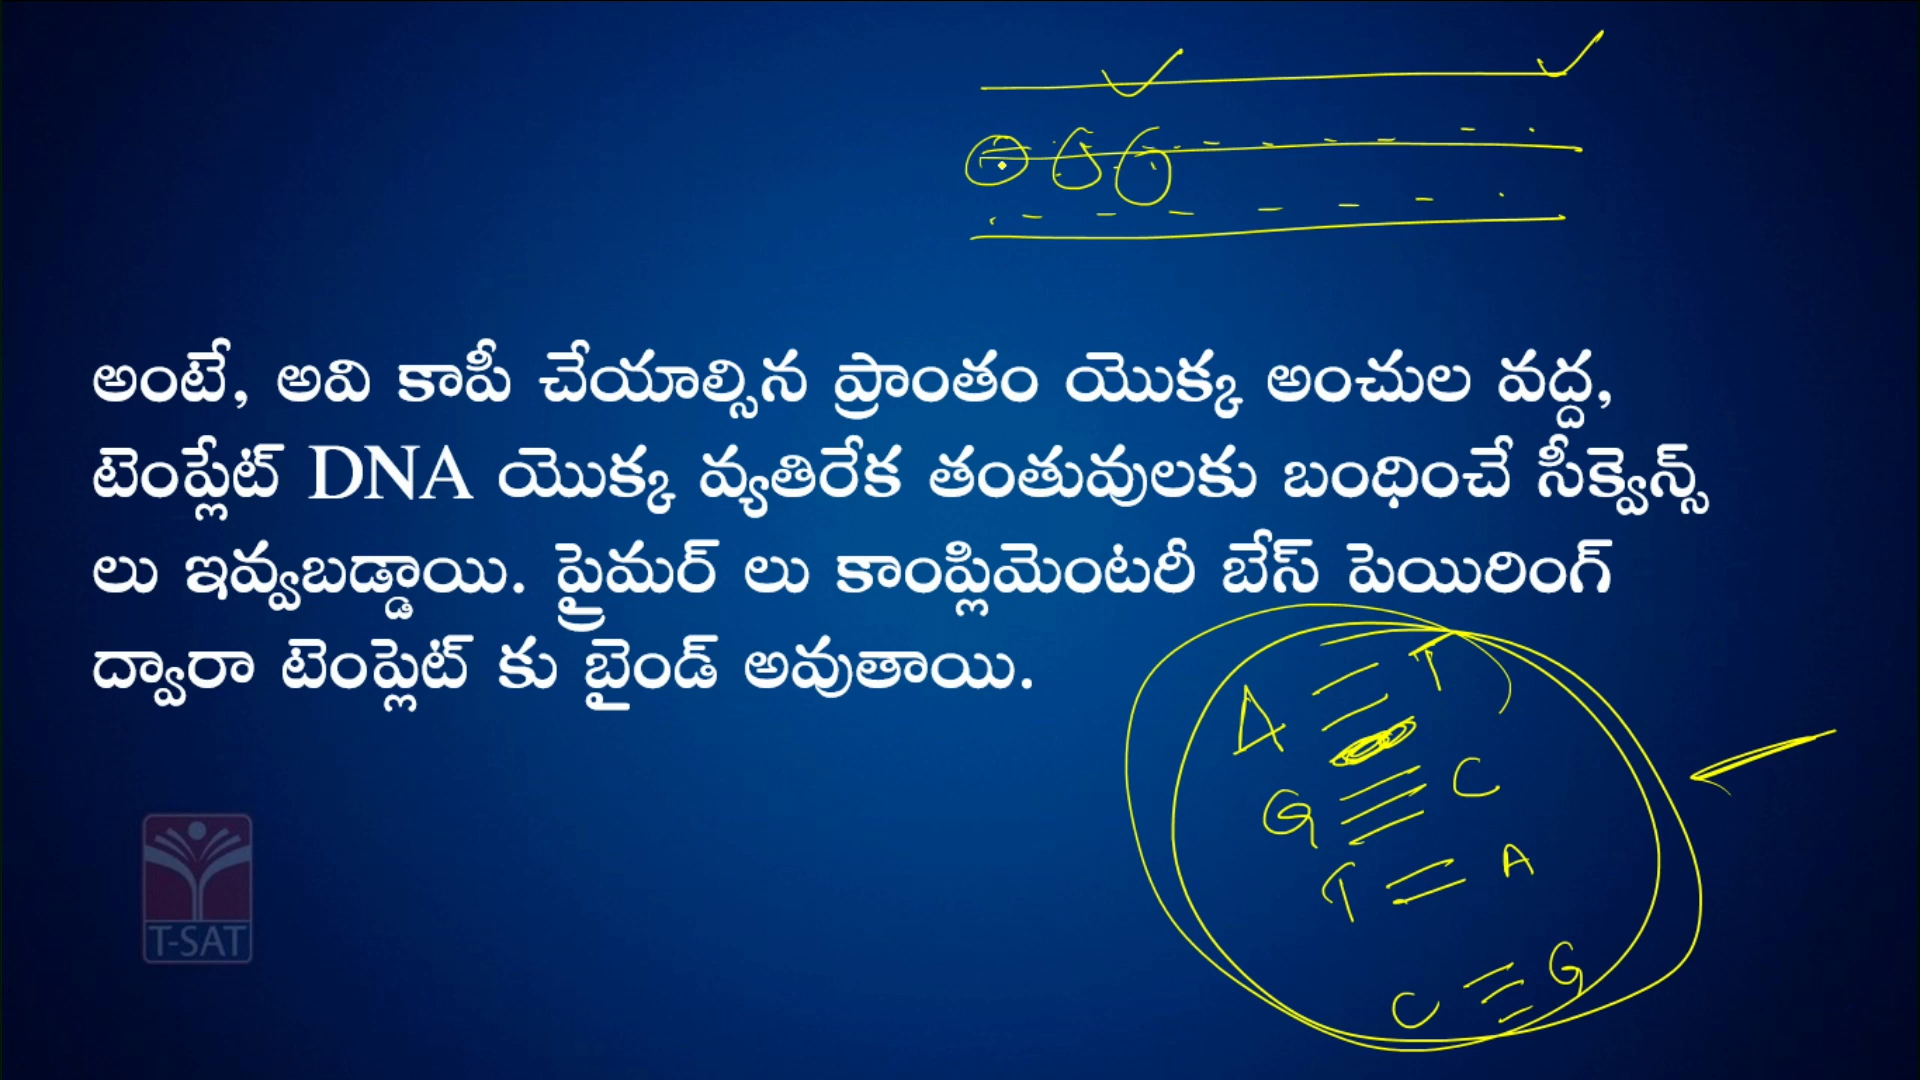 అంటే, అవి కాపీ చేయాల్సిన ప్రాంతం యొక్క అంచుల వద్ద,
టెంప్లేట్ DNA యొక్క వ్యతిరేక తంతువులకు బంధించే సీక్వెన్స్
లు ఇవ్వబడ్డాయి. ప్రైమర్ లు కాంప్లిమెంటరీ బేస్ పెయిరింగ్
ద్వారా టెంప్లెట్ కు బైండ్ అవుతాయి.
A = T
G ≡ C
T = A
C ≡ G
T-SAT